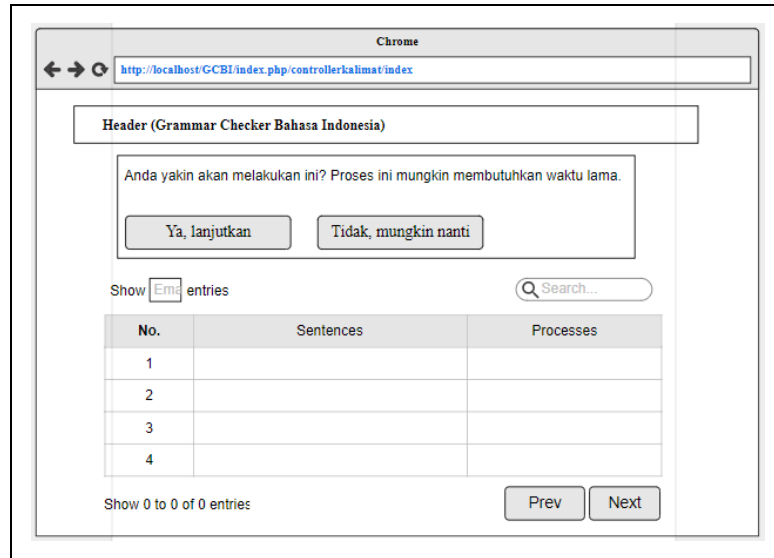 Chrome
http://localhost/GCBI/index.php/controllerkalimat/index
Header (Grammar Checker Bahasa Indonesia)
Anda yakin akan melakukan ini? Proses ini mungkin membutuhkan waktu lama.
Ya, lanjutkan Tidak, mungkin nanti
Show Ema entries Search...
No. Sentences Processes
1
2
3
4
Show 0 to 0 of 0 entries Prev Next